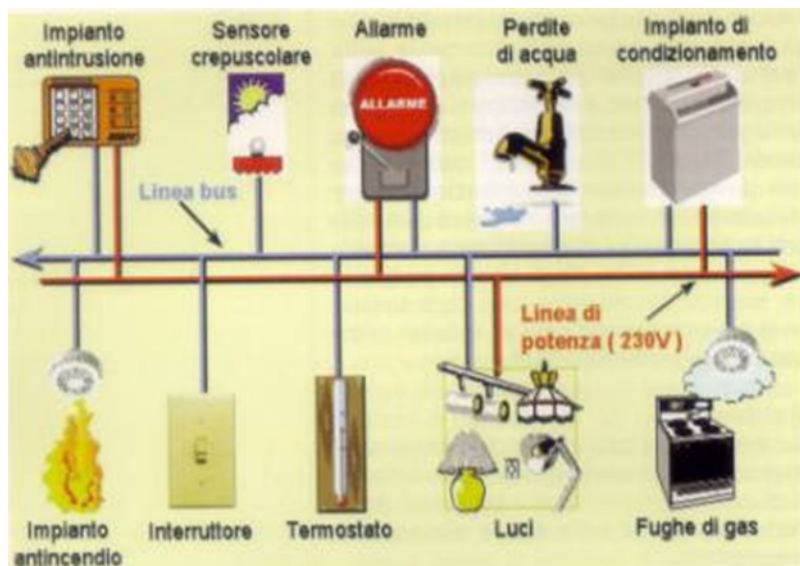 Impianto
antintrusione
Sensore
crepuscolare
Allarme
Perdite
di acqua
Impianto di
condizionamento
ALLARME
Linea bus
Linea di
potenza ( 230V )
Impianto
antincendio
Interruttore
Termostato
Luci
Fughe di gas